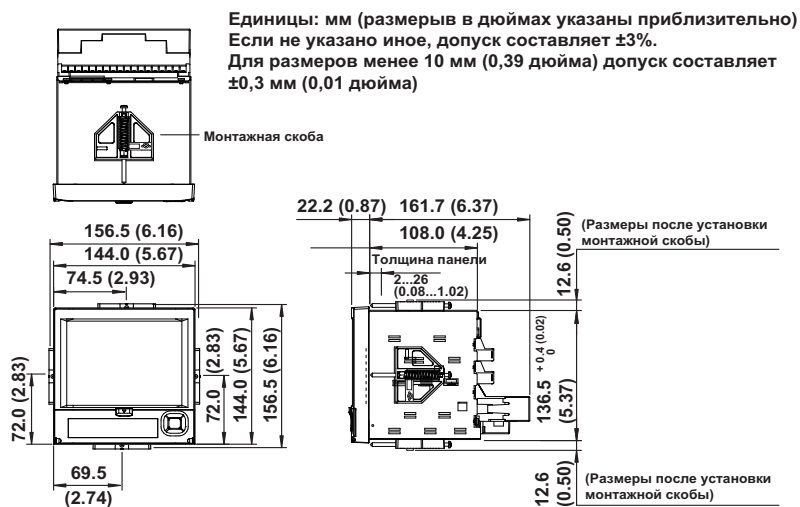 Единицы: мм (размерыв в дюймах указаны приблизительно)
Если не указано иное, допуск составляет ±3%.
Для размеров менее 10 мм (0,39 дюйма) допуск составляет
±0,3 мм (0,01 дюйма)
Монтажная скоба
156.5 (6.16)
144.0 (5.67)
74.5 (2.93)
72.0 (2.83)
72.0 (2.83)
144.0 (5.67)
156.5 (6.16)
69.5
(2.74)
22.2 (0.87)
161.7 (6.37)
108.0 (4.25)
Толщина панели
2...26
(0.08...1.02)
12.6 (0.50)
(Размеры после установки
монтажной скобы)
136.5 + 0.4 (0.02)
0
(5.37)
12.6
(0.50)
(Размеры после установки
монтажной скобы)